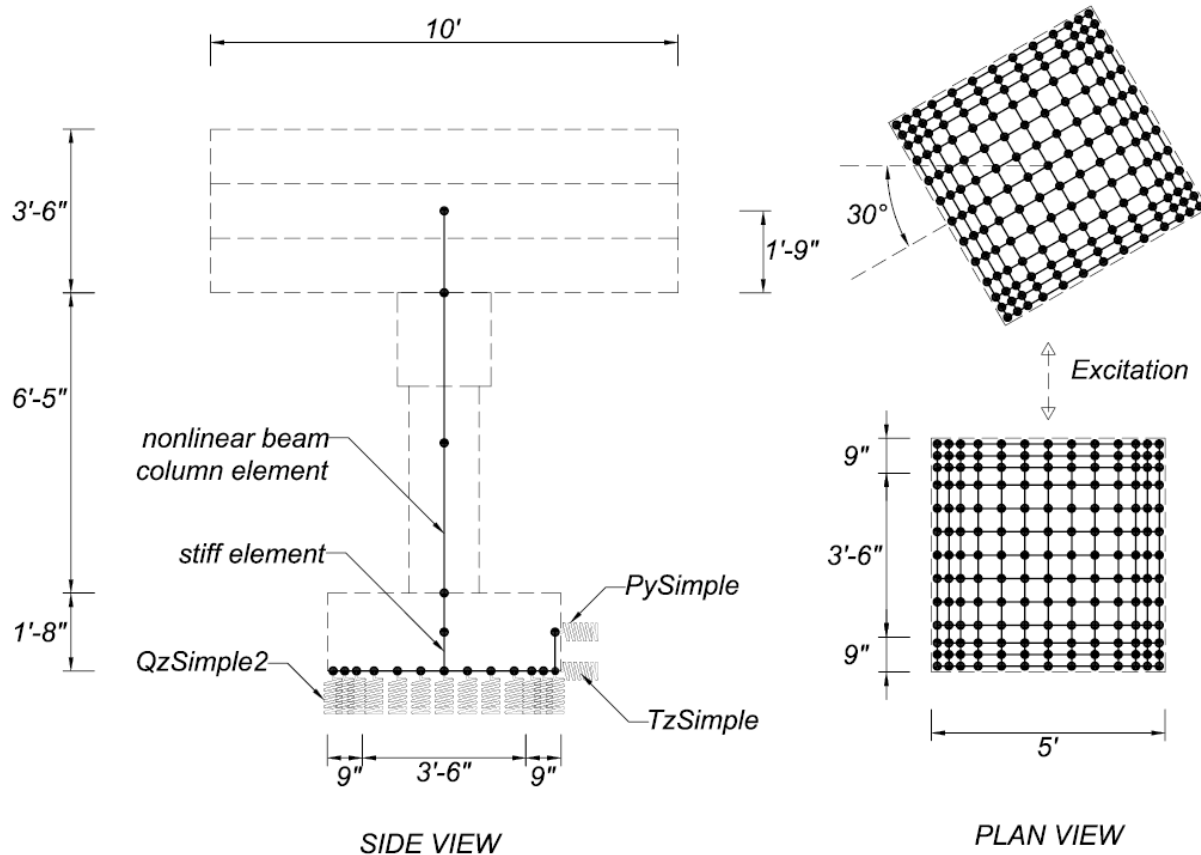 10'
3'-6"
1'-9"
30°
6'-5"
Excitation
nonlinear beam
column element
9"
stiff element
PySimple
3'-6"
1'-8"
9"
QzSimple2
TzSimple
5'
9"
3'-6"
9"
SIDE VIEW
PLAN VIEW